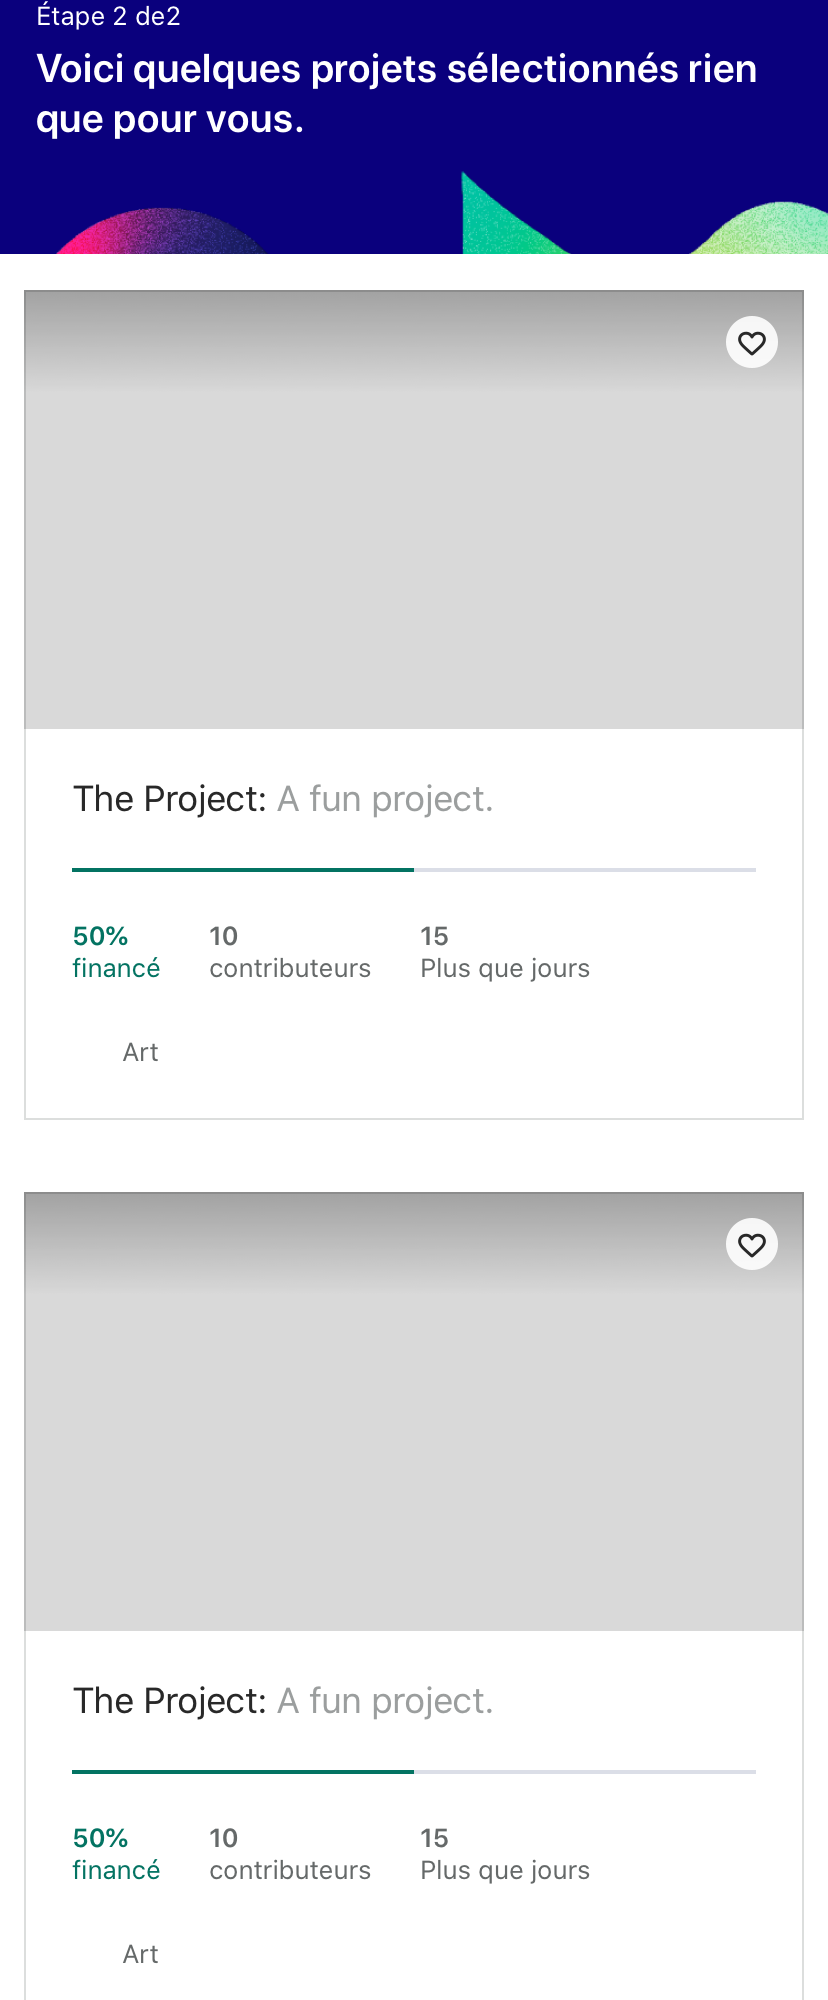 Étape 2 de2
Voici quelques projets sélectionnés rien
que pour vous.
The Project: A fun project.
50%
financé
10
contributeurs
15
Plus que jours
Art
The Project: A fun project.
50%
financé
10
contributeurs
15
Plus que jours
Art